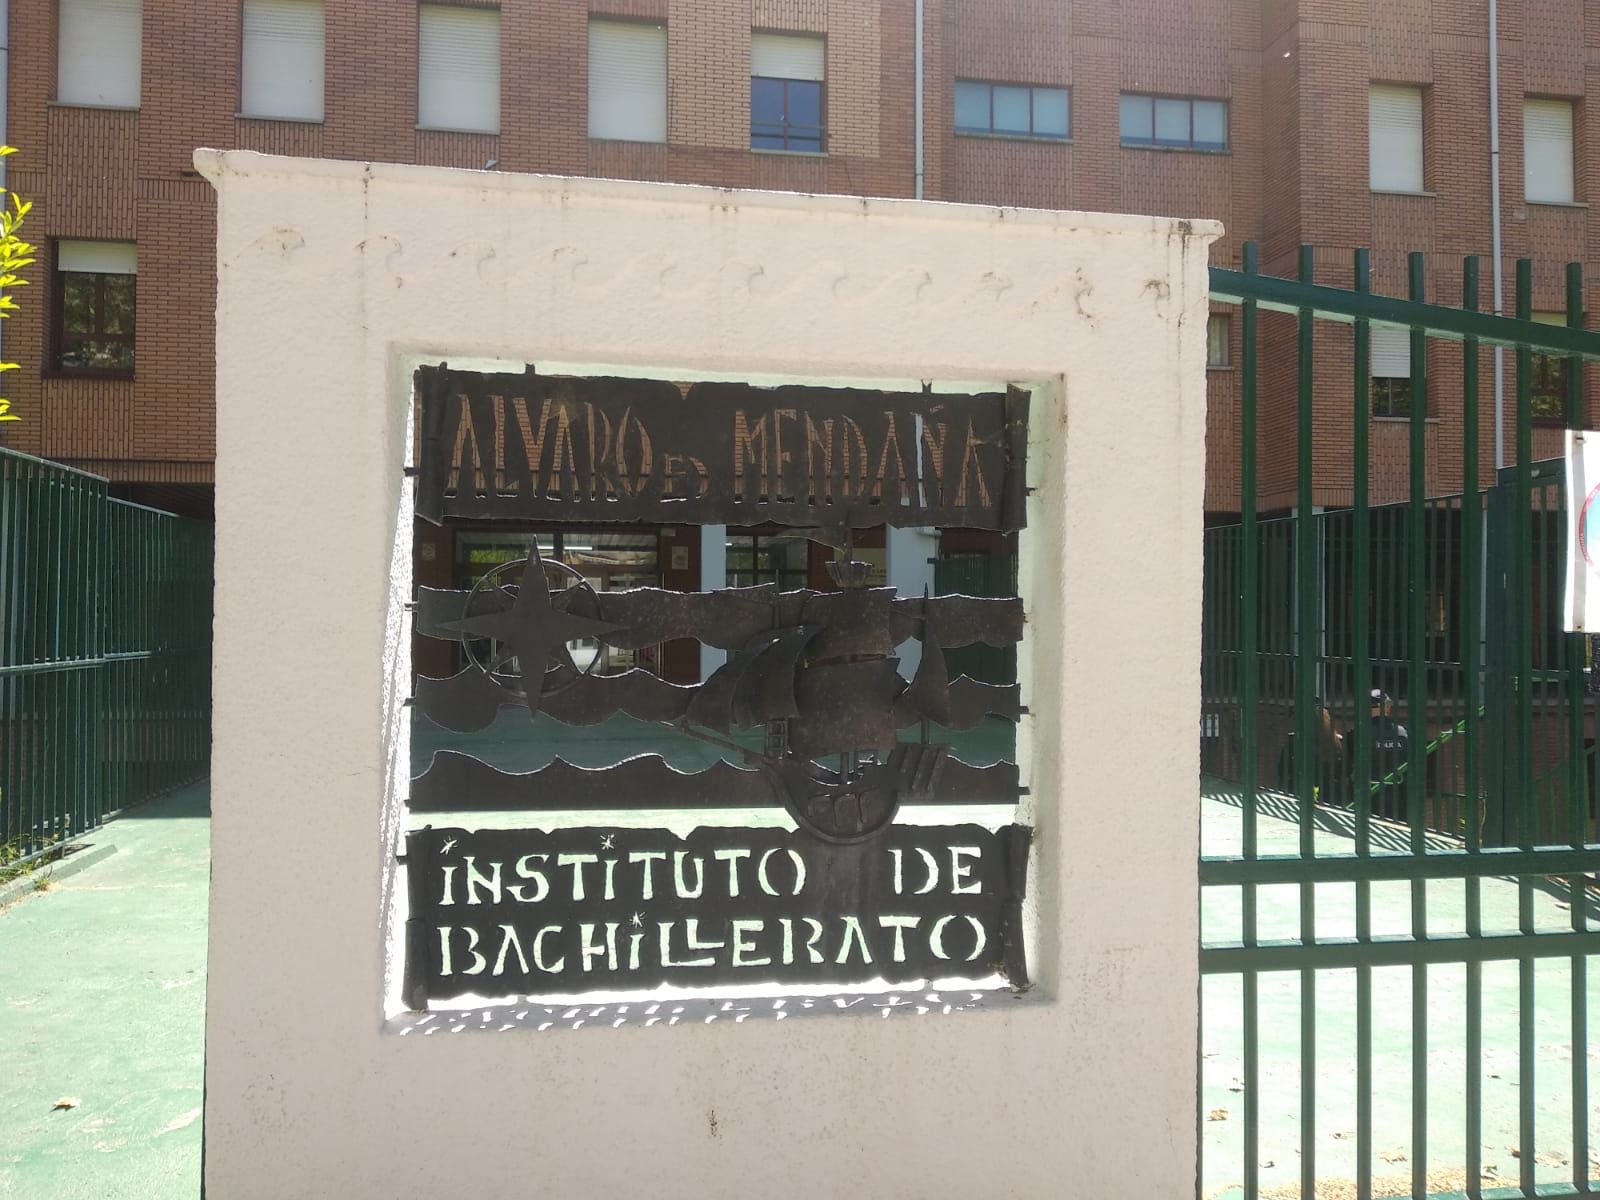 ALVARO DE MENDAÑA
INSTITUTO DE
BACHILLERATO